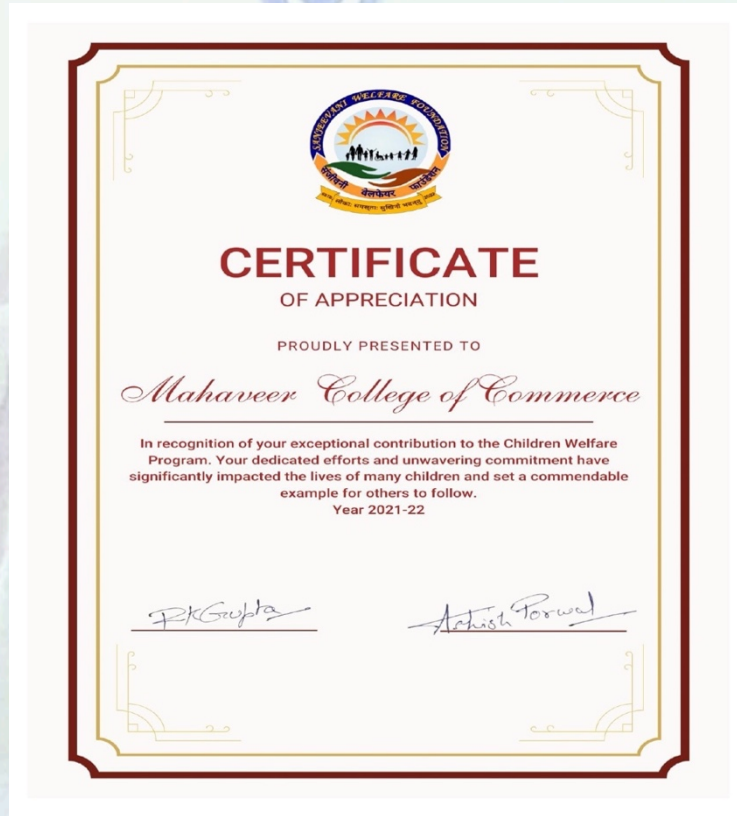 SANJEEVANI WELFARE FOUNDATION
संजीवनी वेलफेयर फाउंडेशन
CERTIFICATE
OF APPRECIATION
PROUDLY PRESENTED TO
Mahaveer College of Commerce
In recognition of your exceptional contribution to the Children Welfare
Program. Your dedicated efforts and unwavering commitment have
significantly impacted the lives of many children and set a commendable
example for others to follow.
Year 2021-22
RKGupta Ashish Porwal